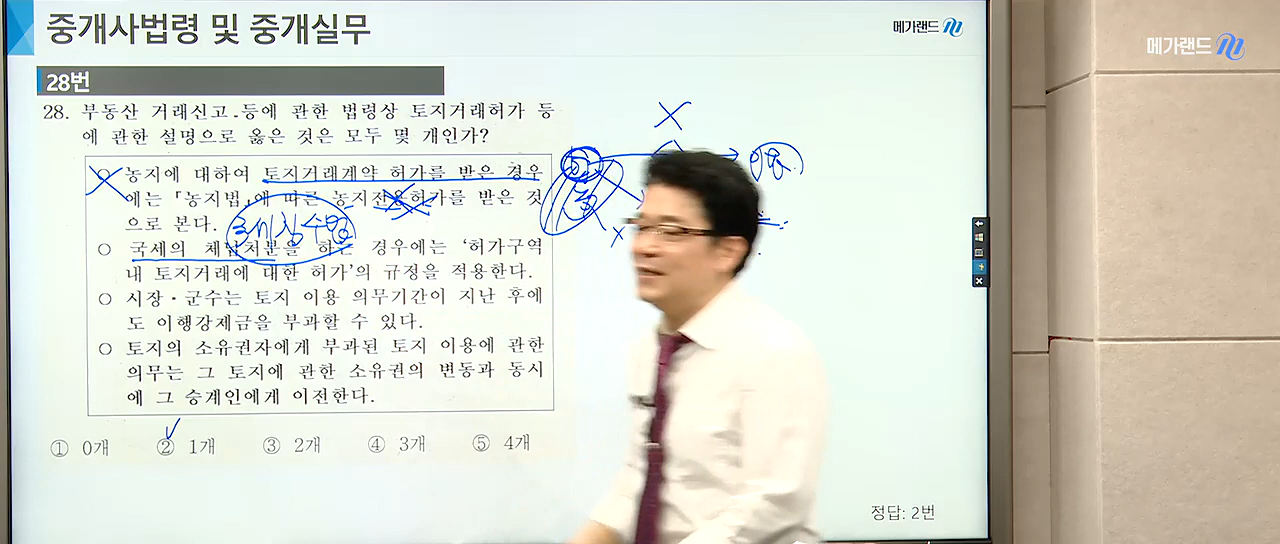 중개사법령 및 중개실무
메가랜드
메가랜드
28번
28. 부동산 거래신고 등에 관한 법령상 토지거래허가 등
에 관한 설명으로 옳은 것은 모두 몇 개인가?
○ 농지에 대하여 토지거래계약 허가를 받은 경우
에는 「농지법」에 따른 농지전용허가를 받은 것
으로 본다.
○ 국세의 체납처분을 하는 경우에는 '허가구역
내 토지거래에 대한 허가'의 규정을 적용한다.
○ 시장·군수는 토지 이용 의무기간이 지난 후에
도 이행강제금을 부과할 수 있다.
○ 토지의 소유권자에게 부과된 토지 이용에 관한
의무는 그 토지에 관한 소유권의 변동과 동시
에 그 승계인에게 이전한다.
① 0개 ② 1개 ③ 2개 ④ 3개 ⑤ 4개
정답: 2번